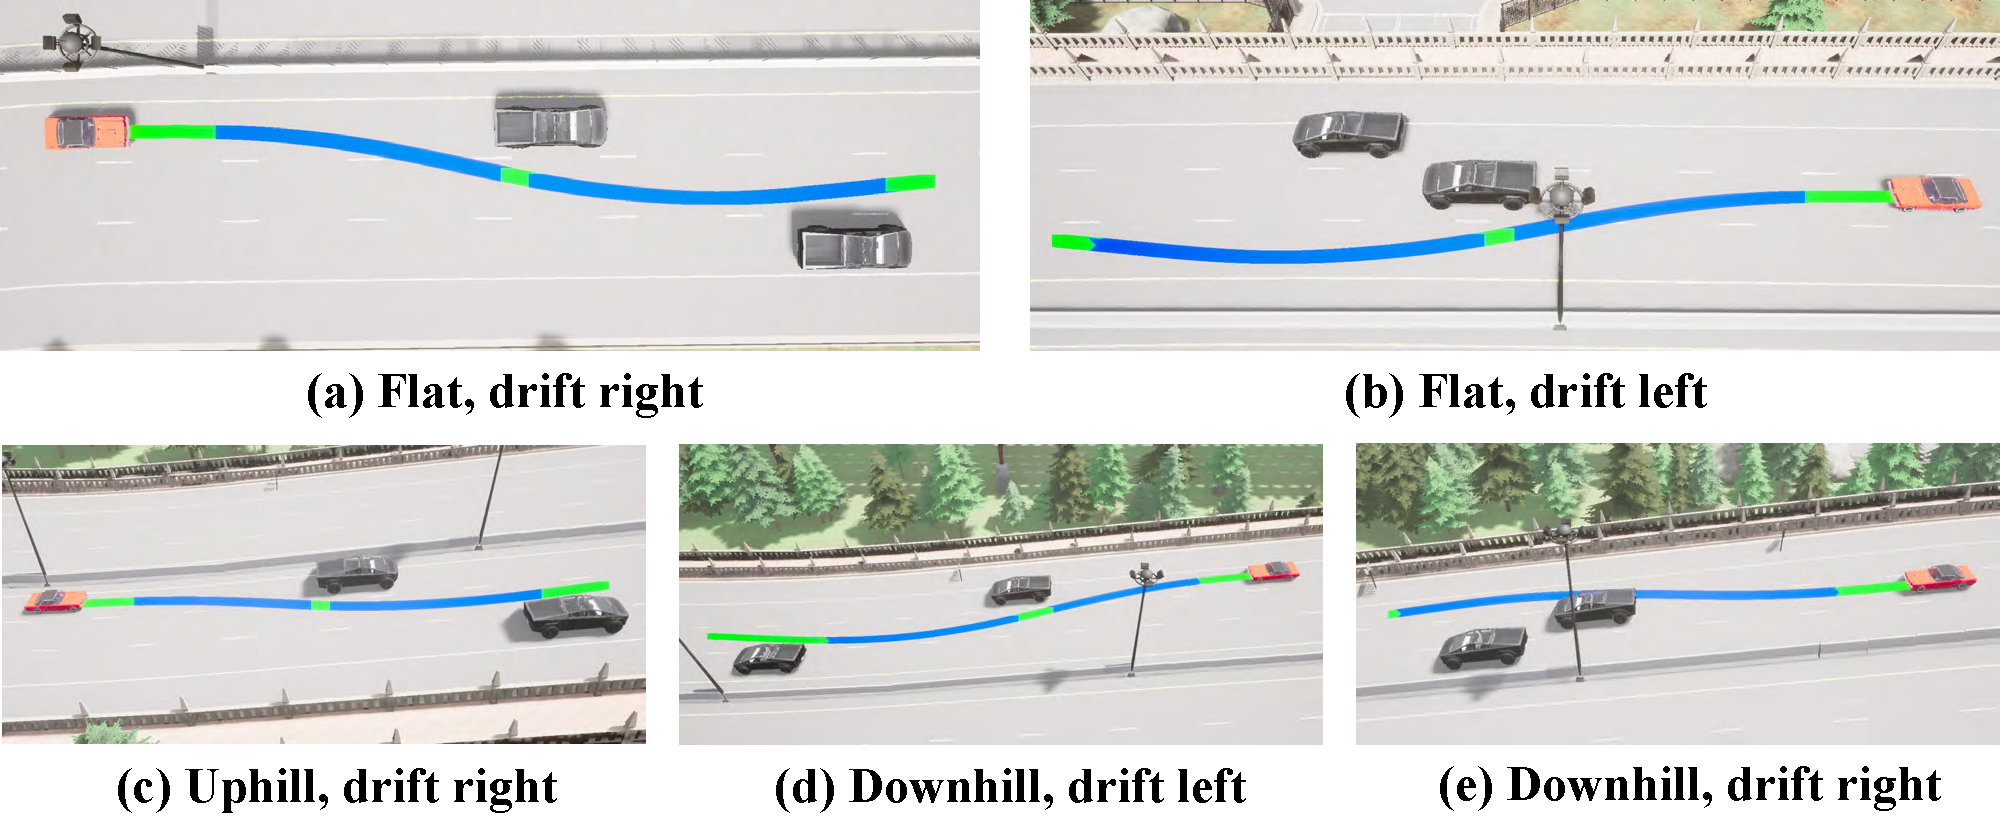 (a) Flat, drift right
(b) Flat, drift left
(c) Uphill, drift right
(d) Downhill, drift left
(e) Downhill, drift right